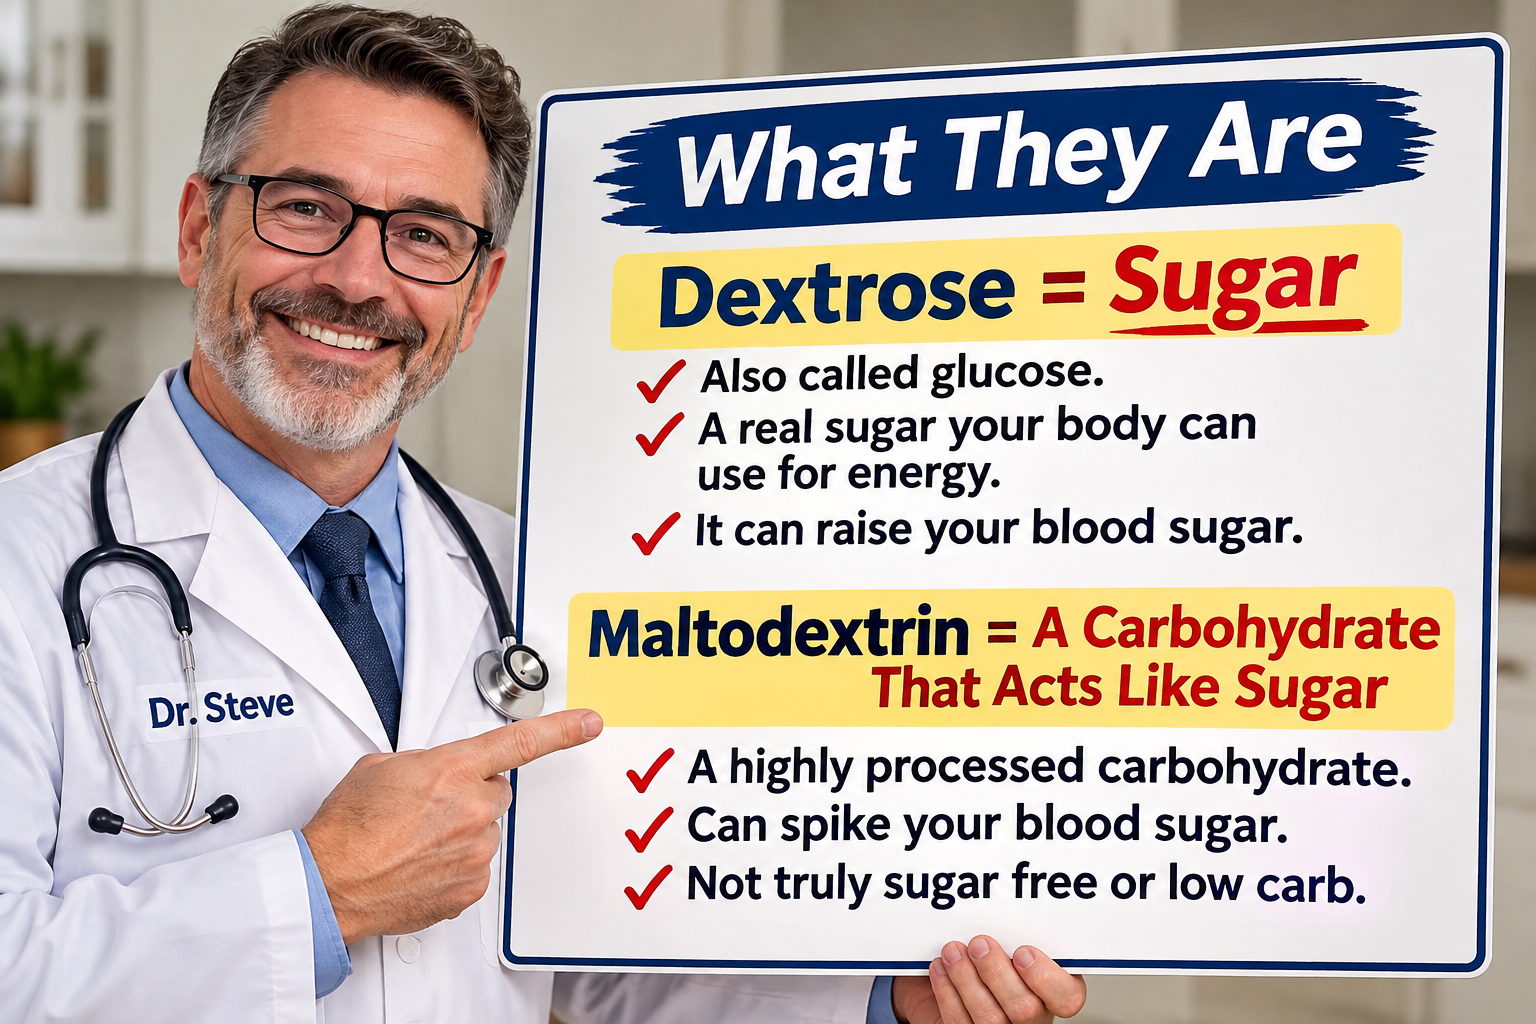 What They Are
Dextrose = Sugar
Also called glucose.
A real sugar your body can
use for energy.
It can raise your blood sugar.
Maltodextrin = A Carbohydrate
That Acts Like Sugar
A highly processed carbohydrate.
Can spike your blood sugar.
Not truly sugar free or low carb.
Dr. Steve